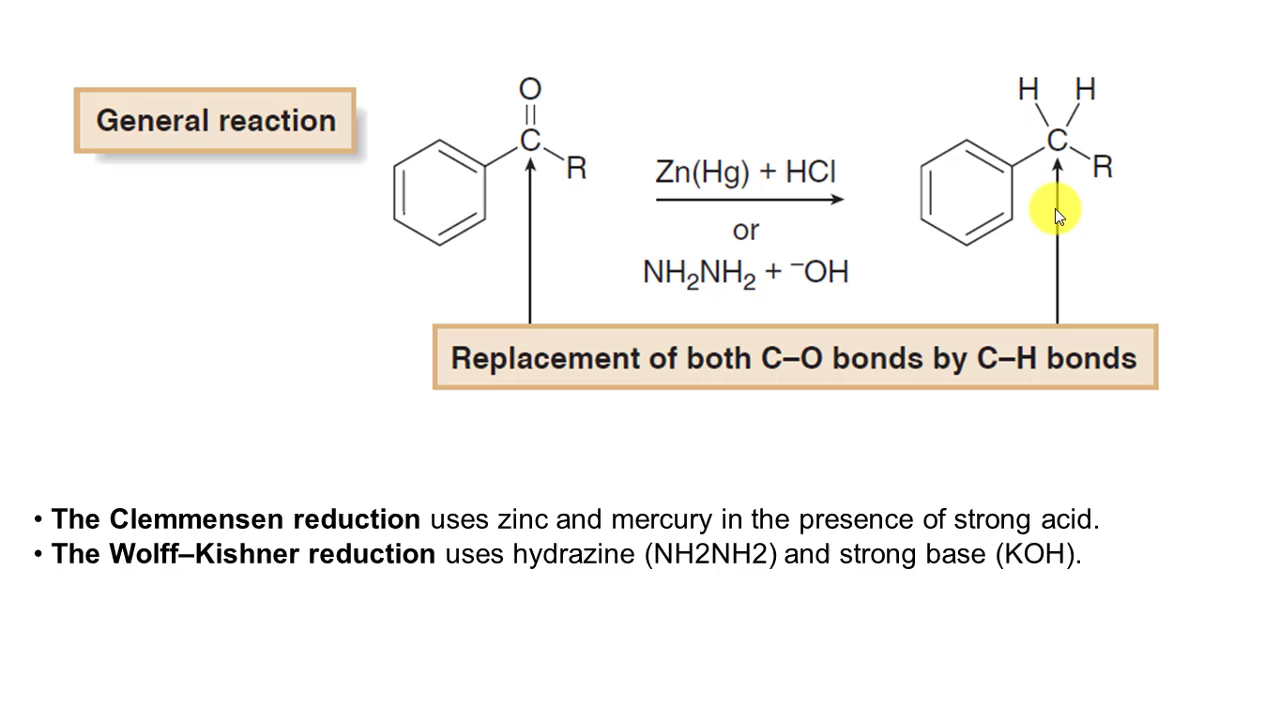 General reaction
O
C
R
Zn(Hg) + HCl
or
NH₂NH₂ + ⁻OH
H H
C
R
Replacement of both C–O bonds by C–H bonds
• The Clemmensen reduction uses zinc and mercury in the presence of strong acid.
• The Wolff–Kishner reduction uses hydrazine (NH2NH2) and strong base (KOH).